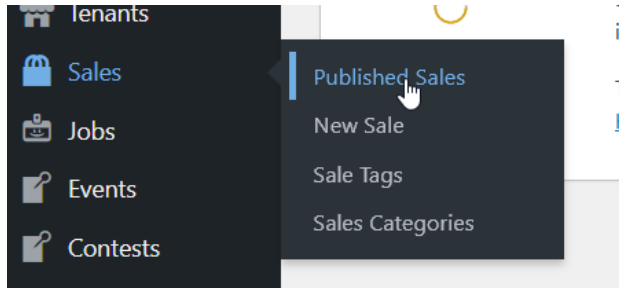 Tenants
Sales
Jobs
Events
Contests
Published Sales
New Sale
Sale Tags
Sales Categories